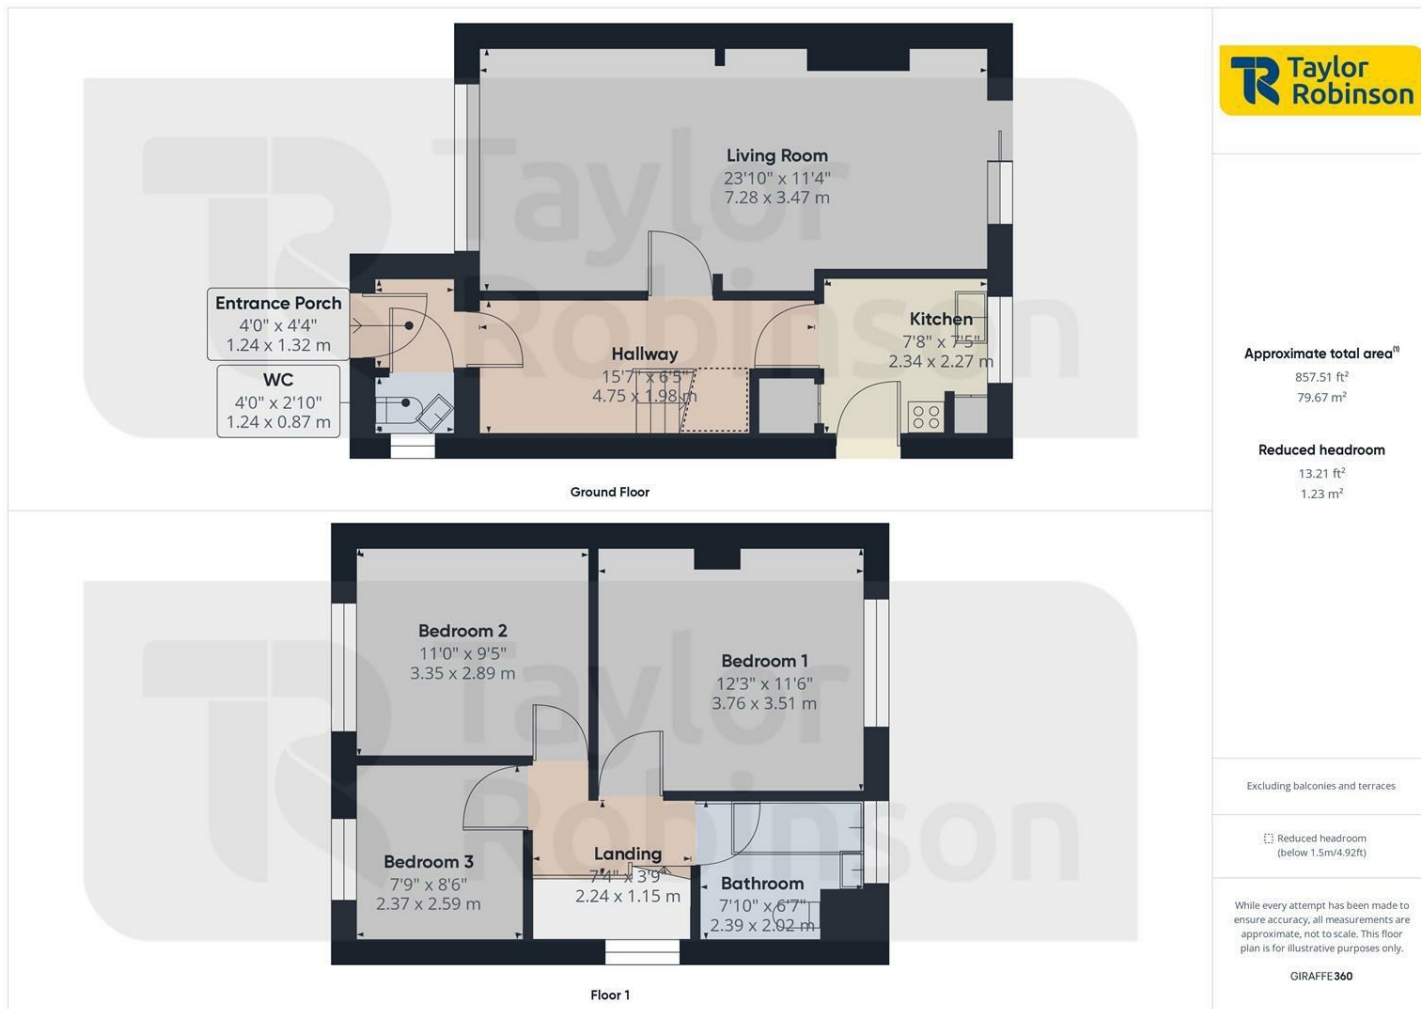 Taylor
Robinson
Living Room
23'10" x 11'4"
7.28 x 3.47 m
Entrance Porch
4'0" x 4'4"
1.24 x 1.32 m
WC
4'0" x 2'10"
1.24 x 0.87 m
Hallway
15'7" x 6'5"
4.75 x 1.98 m
Kitchen
7'8" x 7'5"
2.34 x 2.27 m
Ground Floor
Taylor
Robinson
Bedroom 2
11'0" x 9'5"
3.35 x 2.89 m
Bedroom 1
12'3" x 11'6"
3.76 x 3.51 m
Bedroom 3
7'9" x 8'6"
2.37 x 2.59 m
Landing
7'4" x 3'9"
2.24 x 1.15 m
Bathroom
7'10" x 6'7"
2.39 x 2.02 m
Floor 1
Taylor
Robinson
Approximate total area⁽¹⁾
857.51 ft²
79.67 m²
Reduced headroom
13.21 ft²
1.23 m²
Excluding balconies and terraces
Reduced headroom
(below 1.5m/4.92ft)
While every attempt has been made to
ensure accuracy, all measurements are
approximate, not to scale. This floor
plan is for illustrative purposes only.
GIRAFFE360